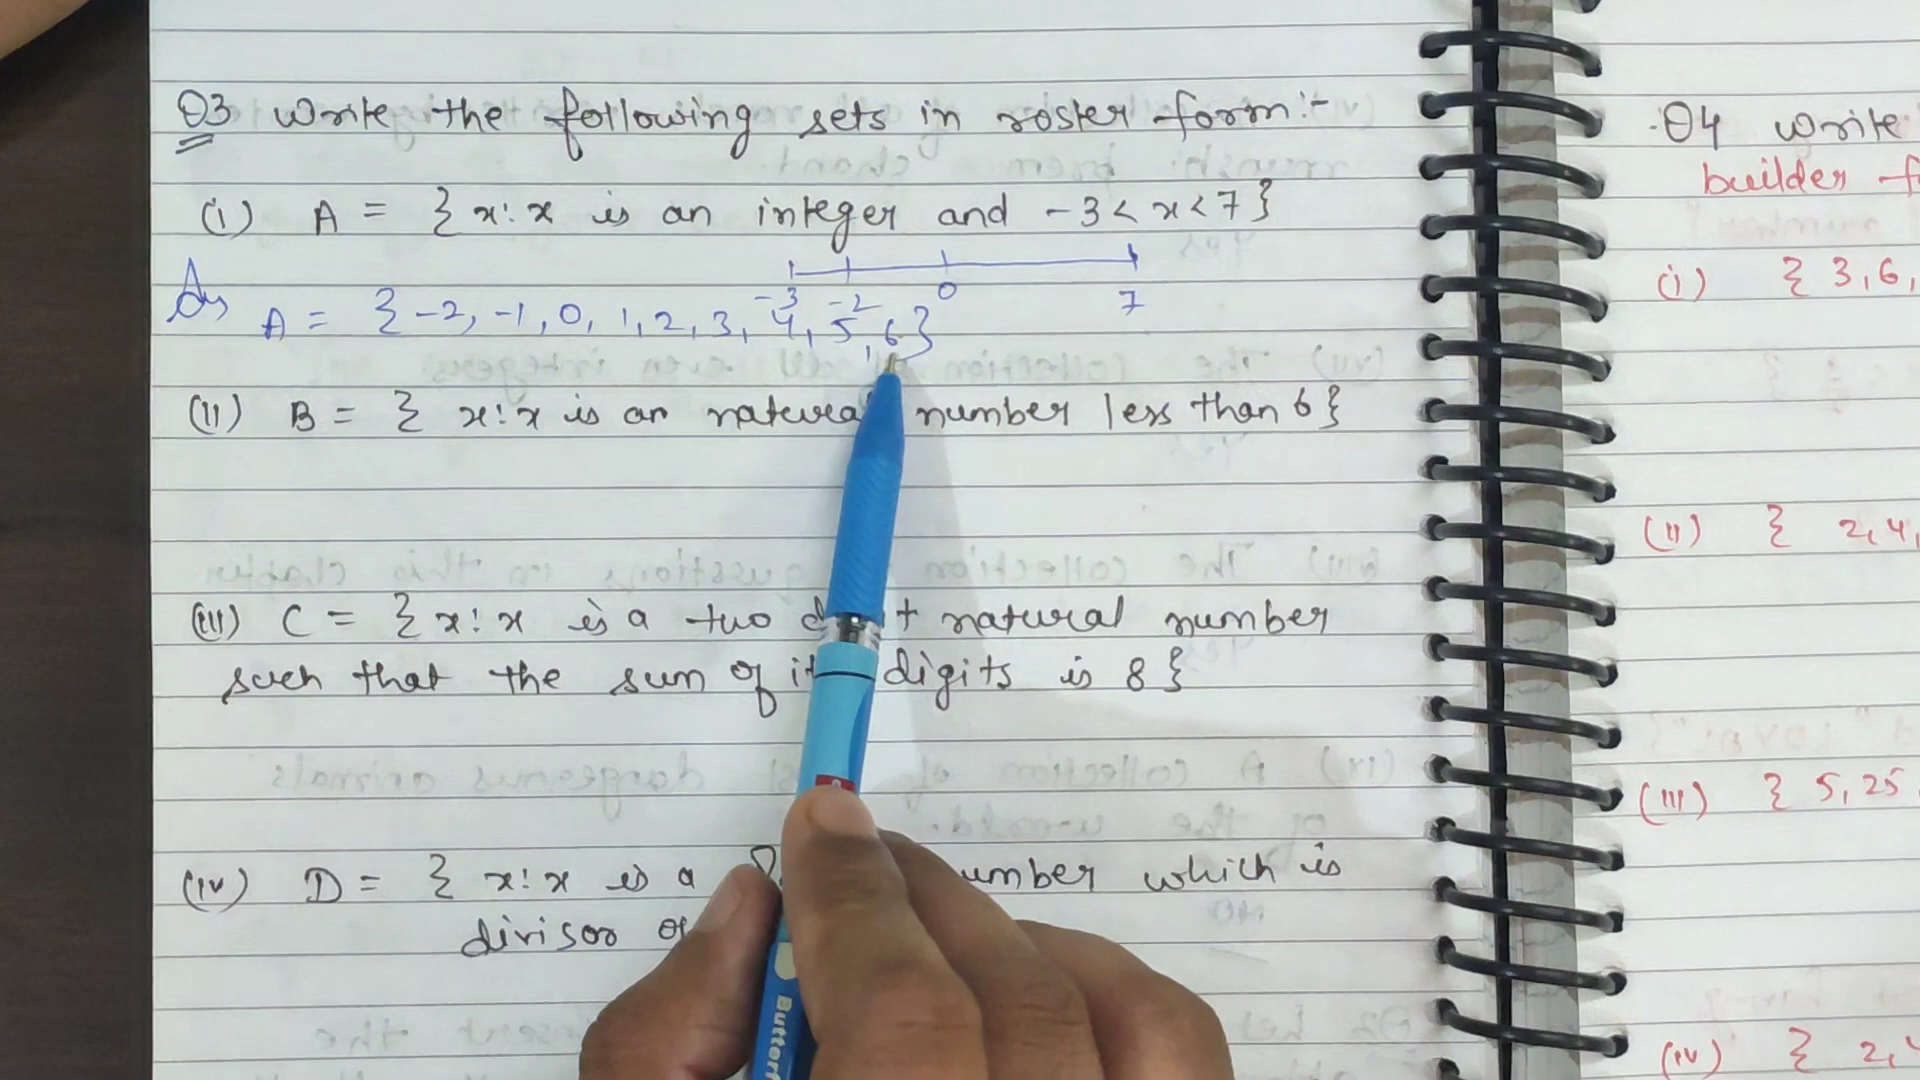 Q3 Write the following sets in roster form:-
(i) A = { x: x is an integer and -3 < x < 7 }
-3 -2 0 7
Ans A = { -2, -1, 0, 1, 2, 3, 4, 5, 6 }
(ii) B = { x: x is an natural number less than 6 }
(iii) C = { x: x is a two natural number
such that the sum of digits is 8 }
(iv) D = { x: x is a which is
divisor
Q4 write
builder
(i) { 3, 6,
(ii) { 2, 4,
(iii) { 5, 25
(iv) { 2, 4
Butterf